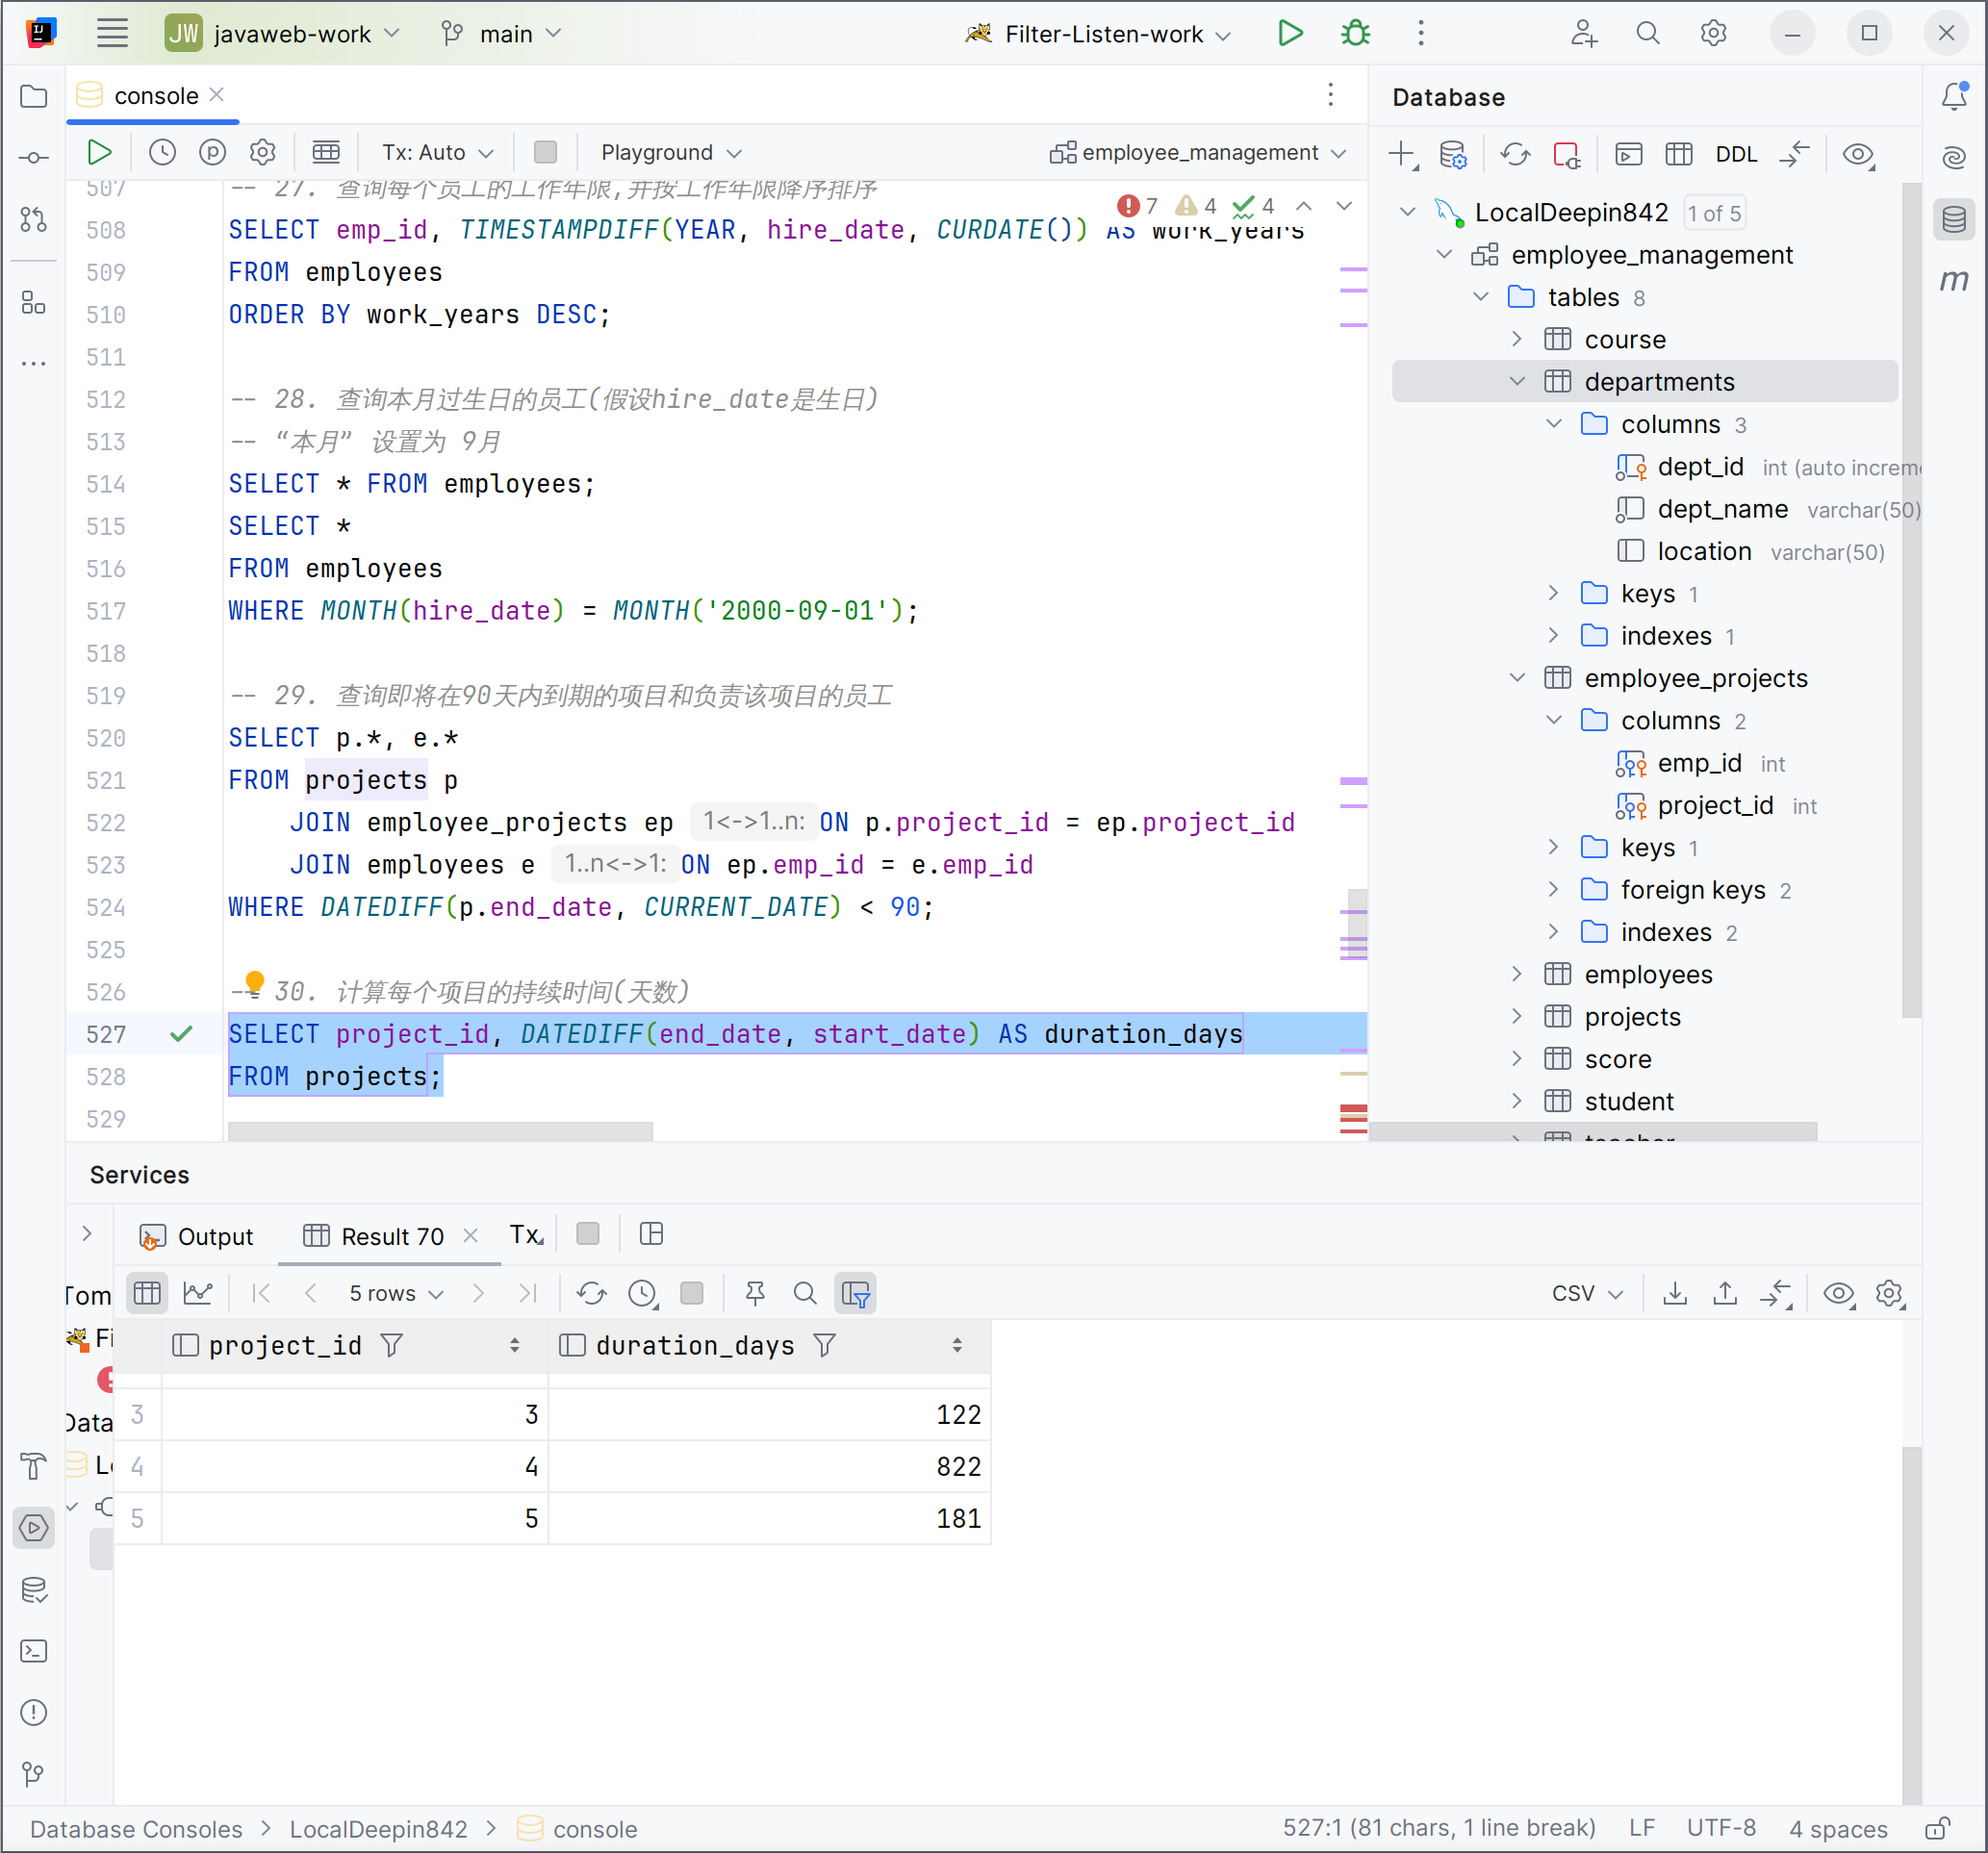 JW javaweb-work main Filter-Listen-work
console
Tx: Auto Playground employee_management
507 -- 27. 查询每个员工的工作年限,并按工作年限降序排序
7 4 4
508 SELECT emp_id, TIMESTAMPDIFF(YEAR, hire_date, CURDATE()) AS work_years
509 FROM employees
510 ORDER BY work_years DESC;
511
512 -- 28. 查询本月过生日的员工(假设hire_date是生日)
513 -- “本月” 设置为 9月
514 SELECT * FROM employees;
515 SELECT *
516 FROM employees
517 WHERE MONTH(hire_date) = MONTH('2000-09-01');
518
519 -- 29. 查询即将在90天内到期的项目和负责该项目的员工
520 SELECT p.*, e.*
521 FROM projects p
522 JOIN employee_projects ep 1<->1..n: ON p.project_id = ep.project_id
523 JOIN employees e 1..n<->1: ON ep.emp_id = e.emp_id
524 WHERE DATEDIFF(p.end_date, CURRENT_DATE) < 90;
525
526 -- 30. 计算每个项目的持续时间(天数)
527 SELECT project_id, DATEDIFF(end_date, start_date) AS duration_days
528 FROM projects;
529
Database
DDL
LocalDeepin842 1 of 5
employee_management
tables 8
course
departments
columns 3
dept_id int (auto increme
dept_name varchar(50)
location varchar(50)
keys 1
indexes 1
employee_projects
columns 2
emp_id int
project_id int
keys 1
foreign keys 2
indexes 2
employees
projects
score
student
teacher
m
Services
Output Result 70 Tx
5 rows CSV
Tom
Fi
Data
Lo
project_id duration_days
3 3 122
4 4 822
5 5 181
Database Consoles > LocalDeepin842 > console 527:1 (81 chars, 1 line break) LF UTF-8 4 spaces